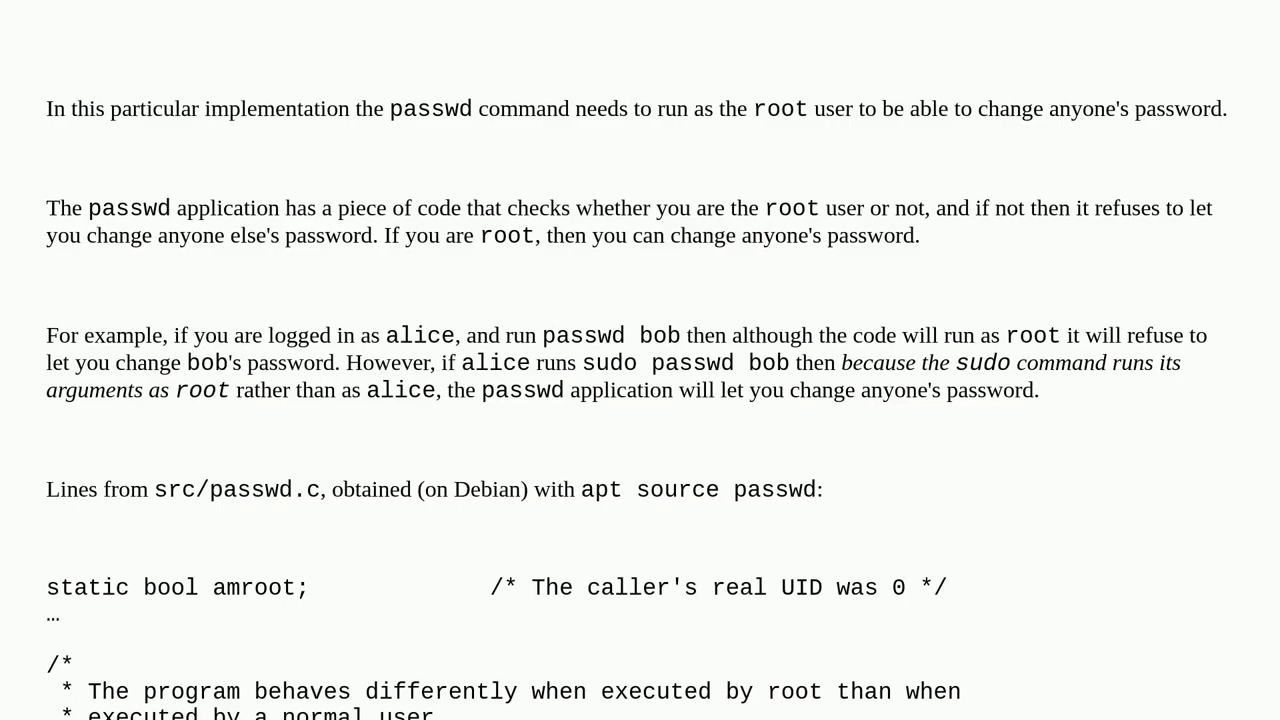 In this particular implementation the passwd command needs to run as the root user to be able to change anyone's password.
The passwd application has a piece of code that checks whether you are the root user or not, and if not then it refuses to let
you change anyone else's password. If you are root, then you can change anyone's password.
For example, if you are logged in as alice, and run passwd bob then although the code will run as root it will refuse to
let you change bob's password. However, if alice runs sudo passwd bob then because the sudo command runs its
arguments as root rather than as alice, the passwd application will let you change anyone's password.
Lines from src/passwd.c, obtained (on Debian) with apt source passwd:
static bool amroot;             /* The caller's real UID was 0 */
…
/*
 * The program behaves differently when executed by root than when
 * executed by a normal user.